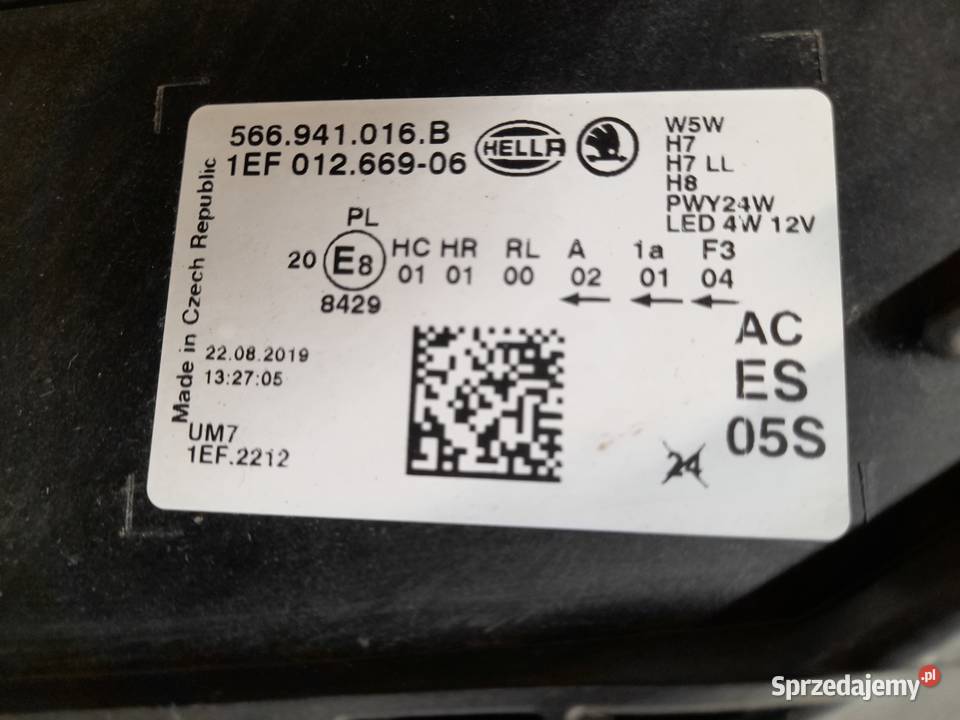 566.941.016.B
1EF 012.669-06
HELLA
W5W
H7
H7 LL
H8
PWY24W
LED 4W 12V
Made in Czech Republic
PL
20 E8 HC HR RL A 1a F3
01 01 00 02 01 04
8429
22.08.2019
13:27:05
UM7
1EF.2212
AC
ES
05S
24
Sprzedajemy.pl